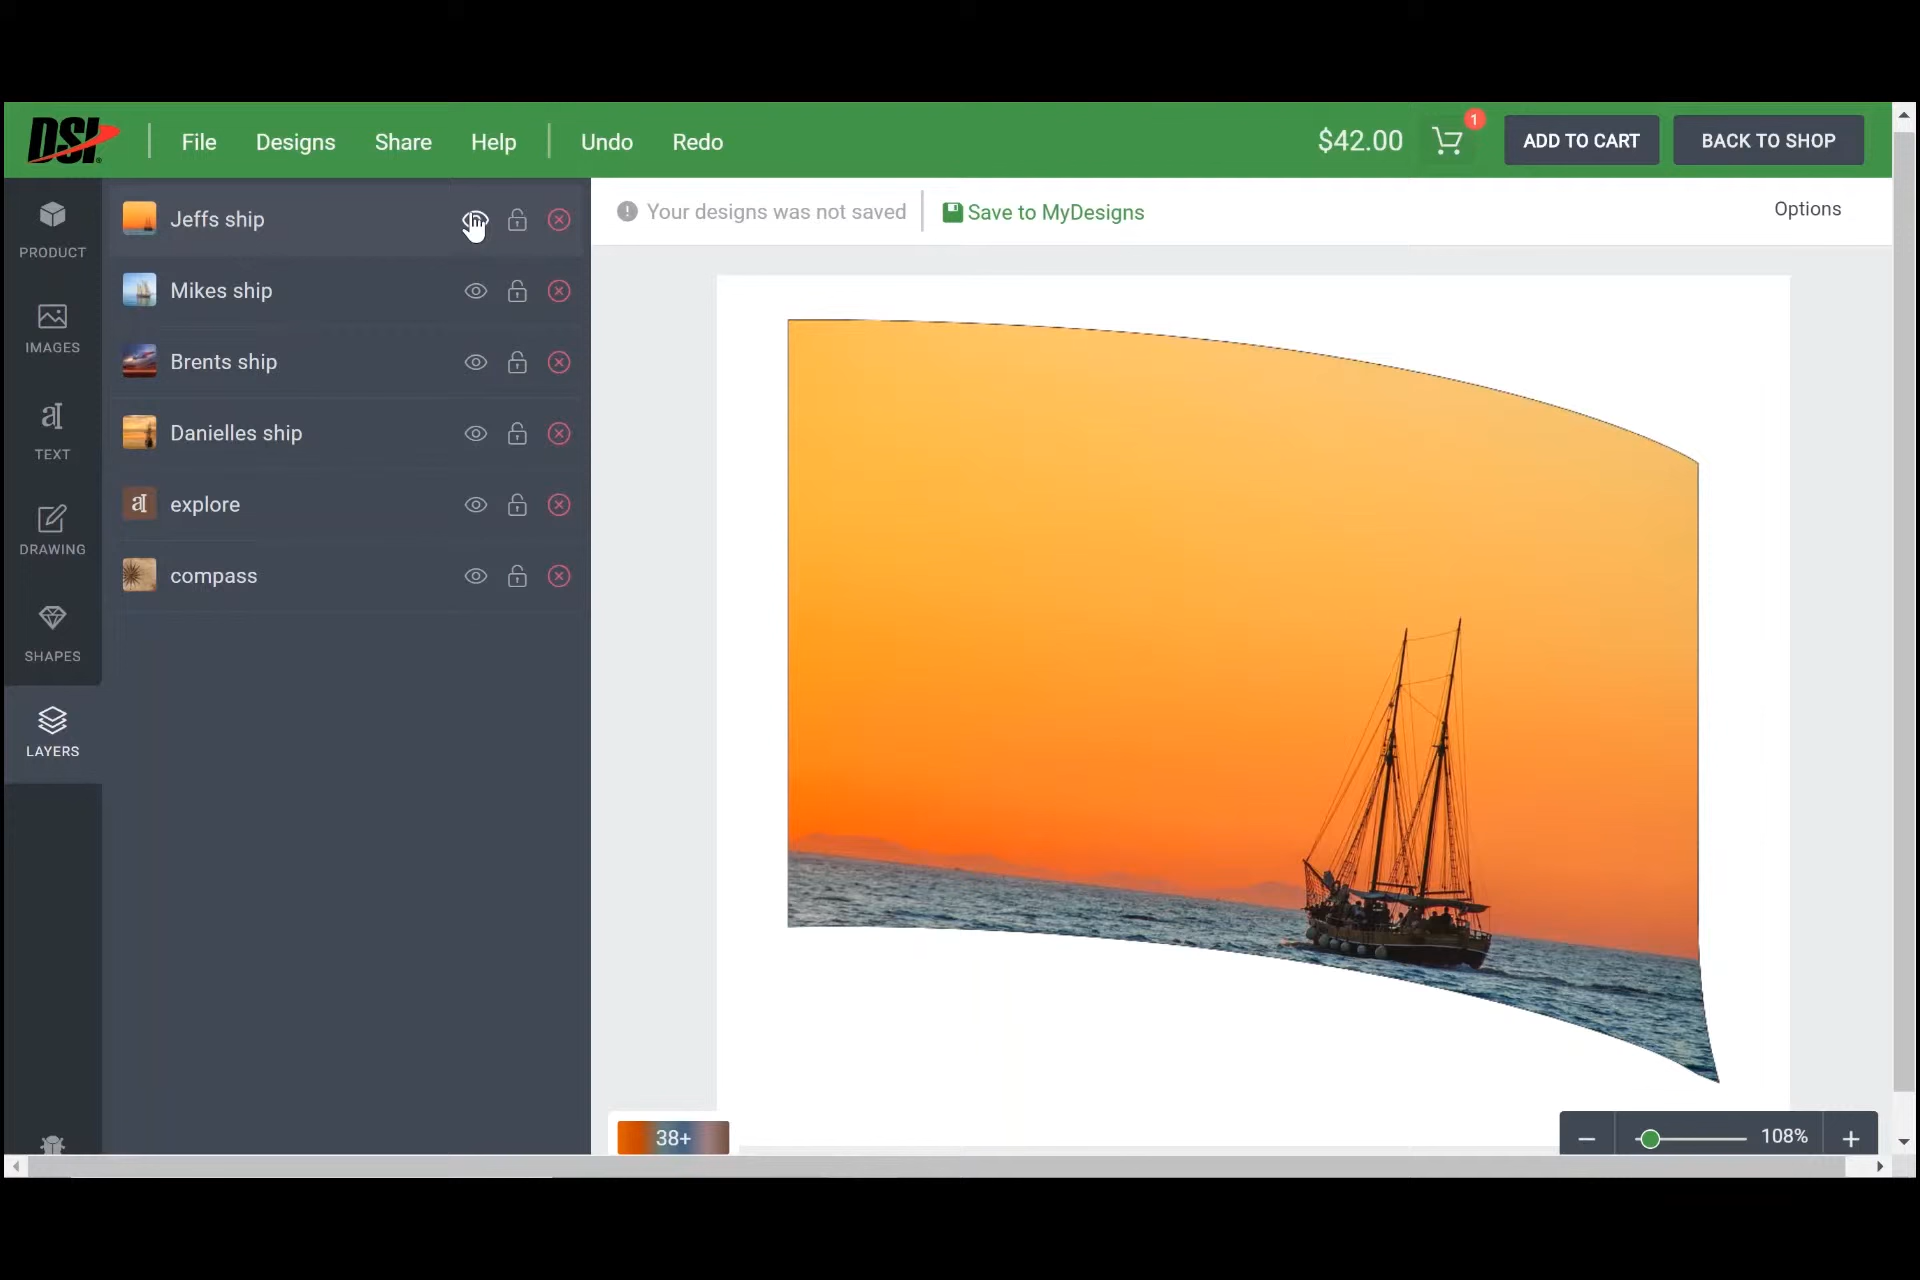 DSI
File
Designs
Share
Help
Undo
Redo
$42.00
1
ADD TO CART
BACK TO SHOP
PRODUCT
IMAGES
TEXT
DRAWING
SHAPES
LAYERS
Jeffs ship
Mikes ship
Brents ship
Danielles ship
aI explore
compass
Your designs was not saved
Save to MyDesigns
Options
38+
108%